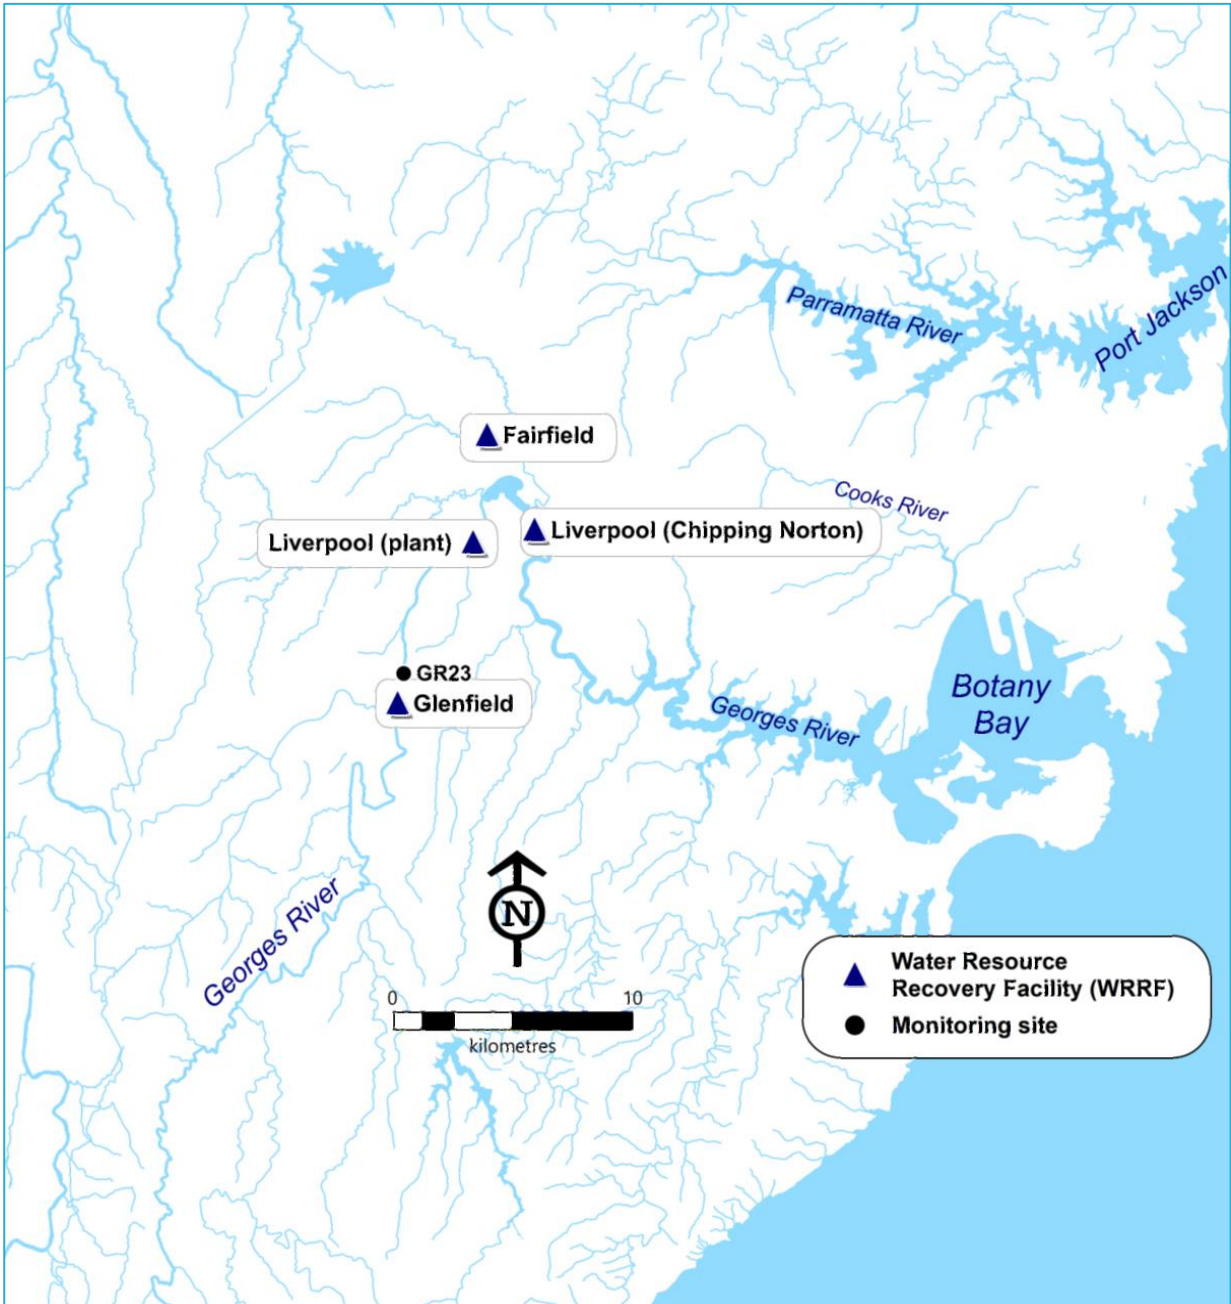 Parramatta River
Port Jackson
Fairfield
Cooks River
Liverpool (plant)
Liverpool (Chipping Norton)
GR23
Glenfield
Botany
Bay
Georges River
Georges River
N
0
10
kilometres
Water Resource
Recovery Facility (WRRF)
Monitoring site